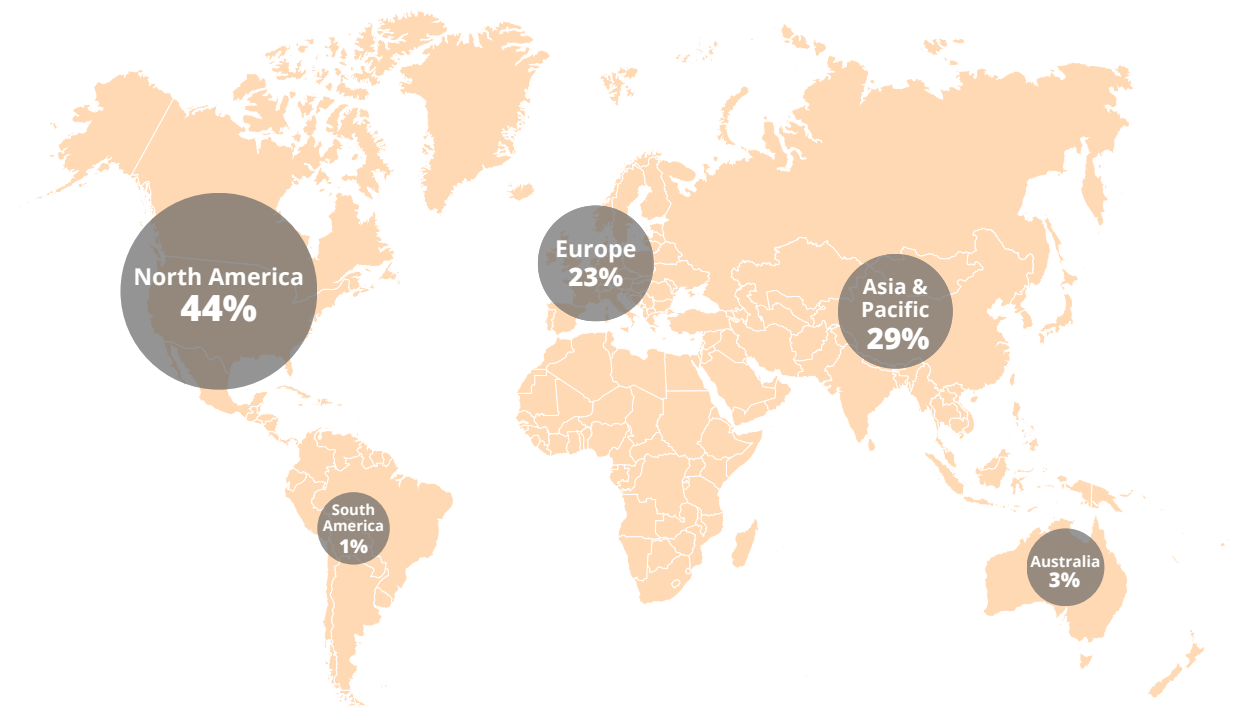 North America
44%
Europe
23%
Asia &
Pacific
29%
South
America
1%
Australia
3%